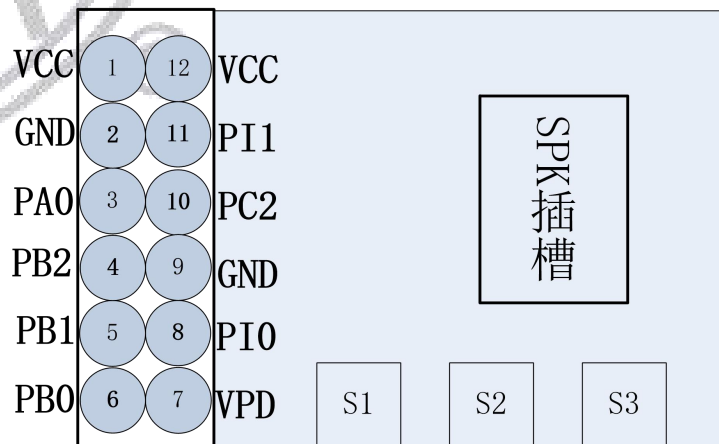 VCC 1 12 VCC
GND 2 11 PI1
PA0 3 10 PC2
PB2 4 9 GND
PB1 5 8 PI0
PB0 6 7 VPD
SPK插槽
S1 S2 S3